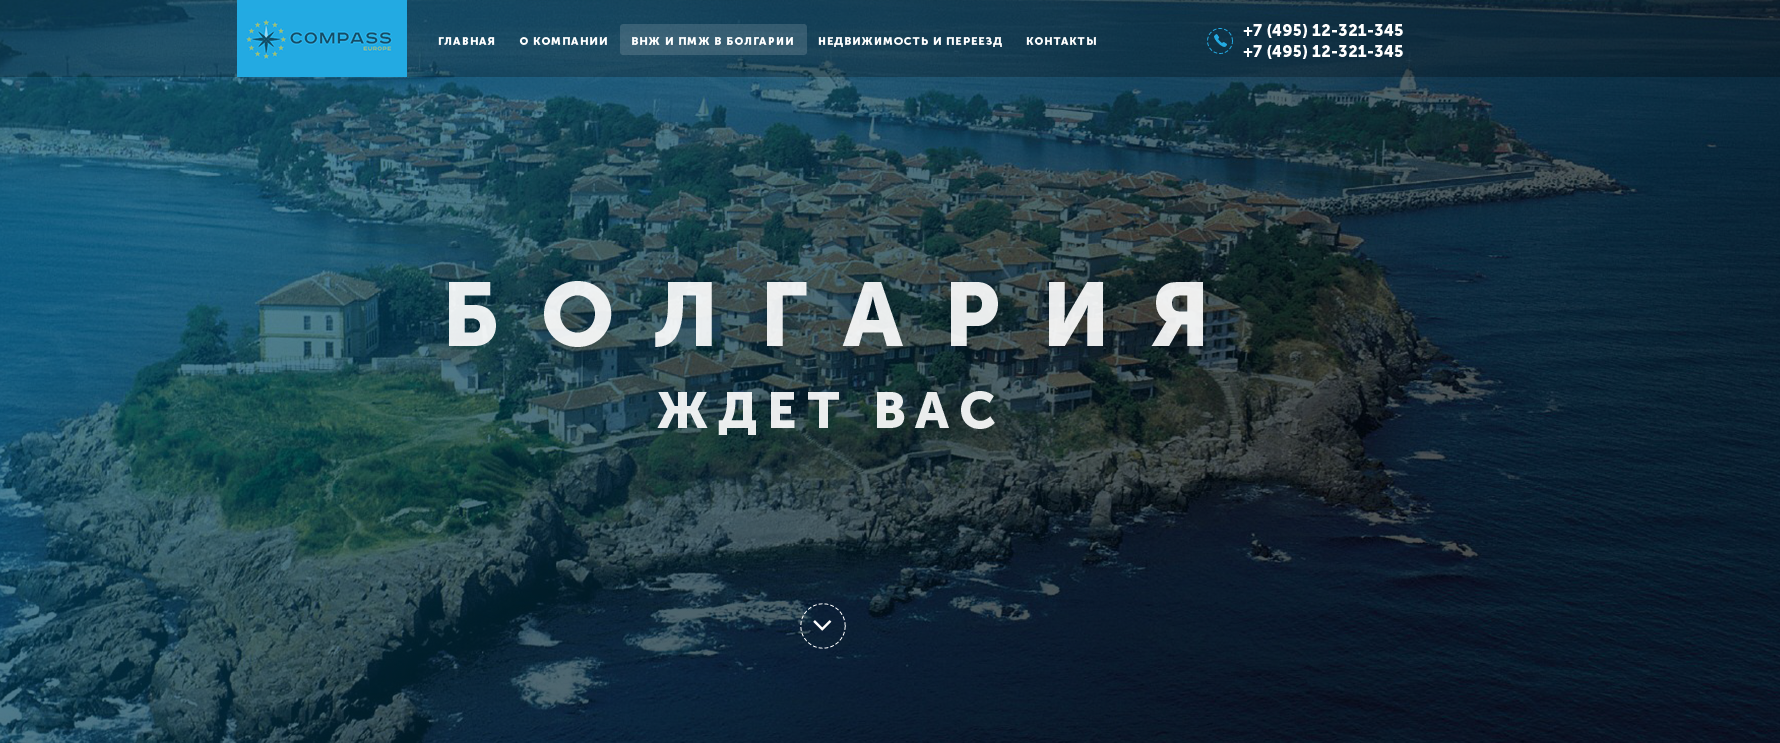 COMPASS
EUROPE
ГЛАВНАЯ
О КОМПАНИИ
ВНЖ И ПМЖ В БОЛГАРИИ
НЕДВИЖИМОСТЬ И ПЕРЕЕЗД
КОНТАКТЫ
+7 (495) 12-321-345
+7 (495) 12-321-345
БОЛГАРИЯ
ЖДЕТ ВАС